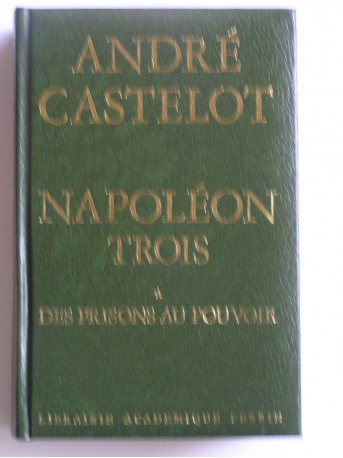 ANDRÉ
CASTELOT
NAPOLÉON
TROIS
*
DES PRISONS AU POUVOIR
LIBRAIRIE ACADÉMIQUE PERRIN